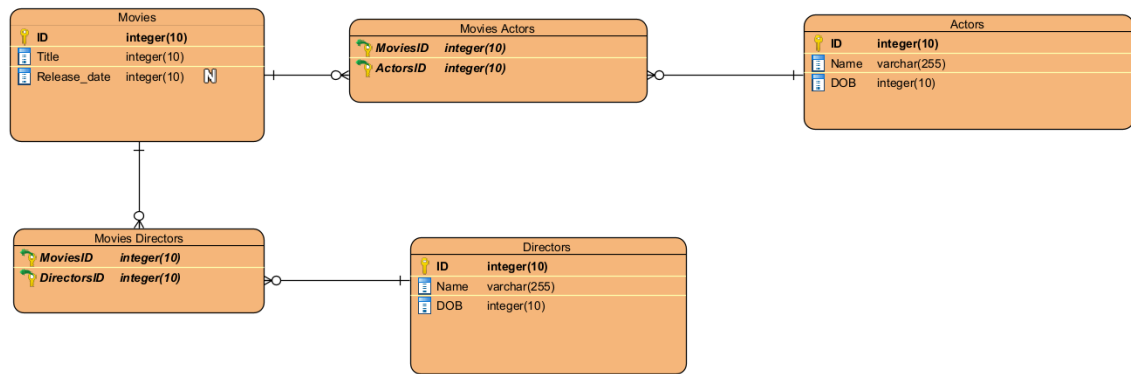 Movies
ID integer(10)
Title integer(10)
Release_date integer(10) N
Movies Actors
MoviesID integer(10)
ActorsID integer(10)
Actors
ID integer(10)
Name varchar(255)
DOB integer(10)
Movies Directors
MoviesID integer(10)
DirectorsID integer(10)
Directors
ID integer(10)
Name varchar(255)
DOB integer(10)